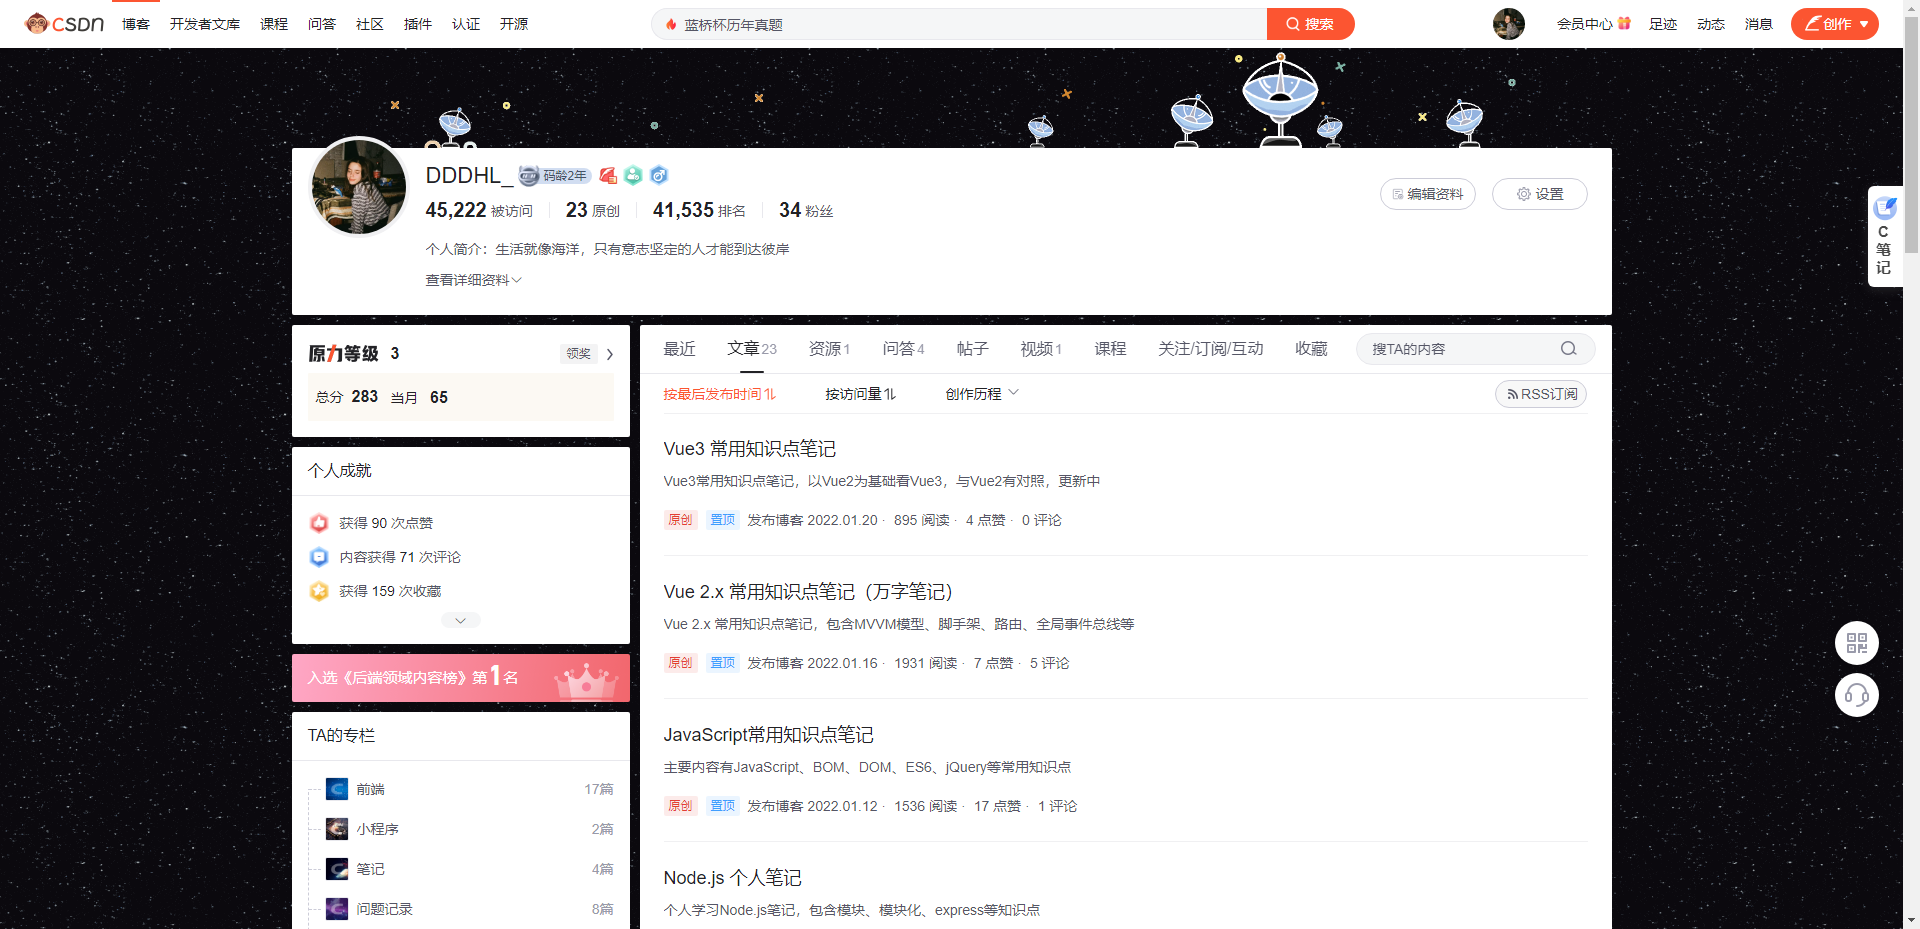 CSDN 博客 开发者文库 课程 问答 社区 插件 认证 开源 蓝桥杯历年真题 搜索 会员中心 足迹 动态 消息 创作
DDDHL_ 码龄2年
45,222 被访问 23 原创 41,535 排名 34 粉丝
编辑资料 设置
个人简介：生活就像海洋，只有意志坚定的人才能到达彼岸
查看详细资料
C
笔
记
原力等级 3 领奖
总分 283 当月 65
个人成就
获得 90 次点赞
内容获得 71 次评论
获得 159 次收藏
入选《后端领域内容榜》第1名
TA的专栏
前端 17篇
小程序 2篇
笔记 4篇
问题记录 8篇
最近 文章23 资源1 问答4 帖子 视频1 课程 关注/订阅/互动 收藏 搜TA的内容
按最后发布时间 按访问量 创作历程 RSS订阅
Vue3 常用知识点笔记
Vue3常用知识点笔记，以Vue2为基础看Vue3，与Vue2有对照，更新中
原创 置顶 发布博客 2022.01.20 · 895 阅读 · 4 点赞 · 0 评论
Vue 2.x 常用知识点笔记（万字笔记）
Vue 2.x 常用知识点笔记，包含MVVM模型、脚手架、路由、全局事件总线等
原创 置顶 发布博客 2022.01.16 · 1931 阅读 · 7 点赞 · 5 评论
JavaScript常用知识点笔记
主要内容有JavaScript、BOM、DOM、ES6、jQuery等常用知识点
原创 置顶 发布博客 2022.01.12 · 1536 阅读 · 17 点赞 · 1 评论
Node.js 个人笔记
个人学习Node.js笔记，包含模块、模块化、express等知识点